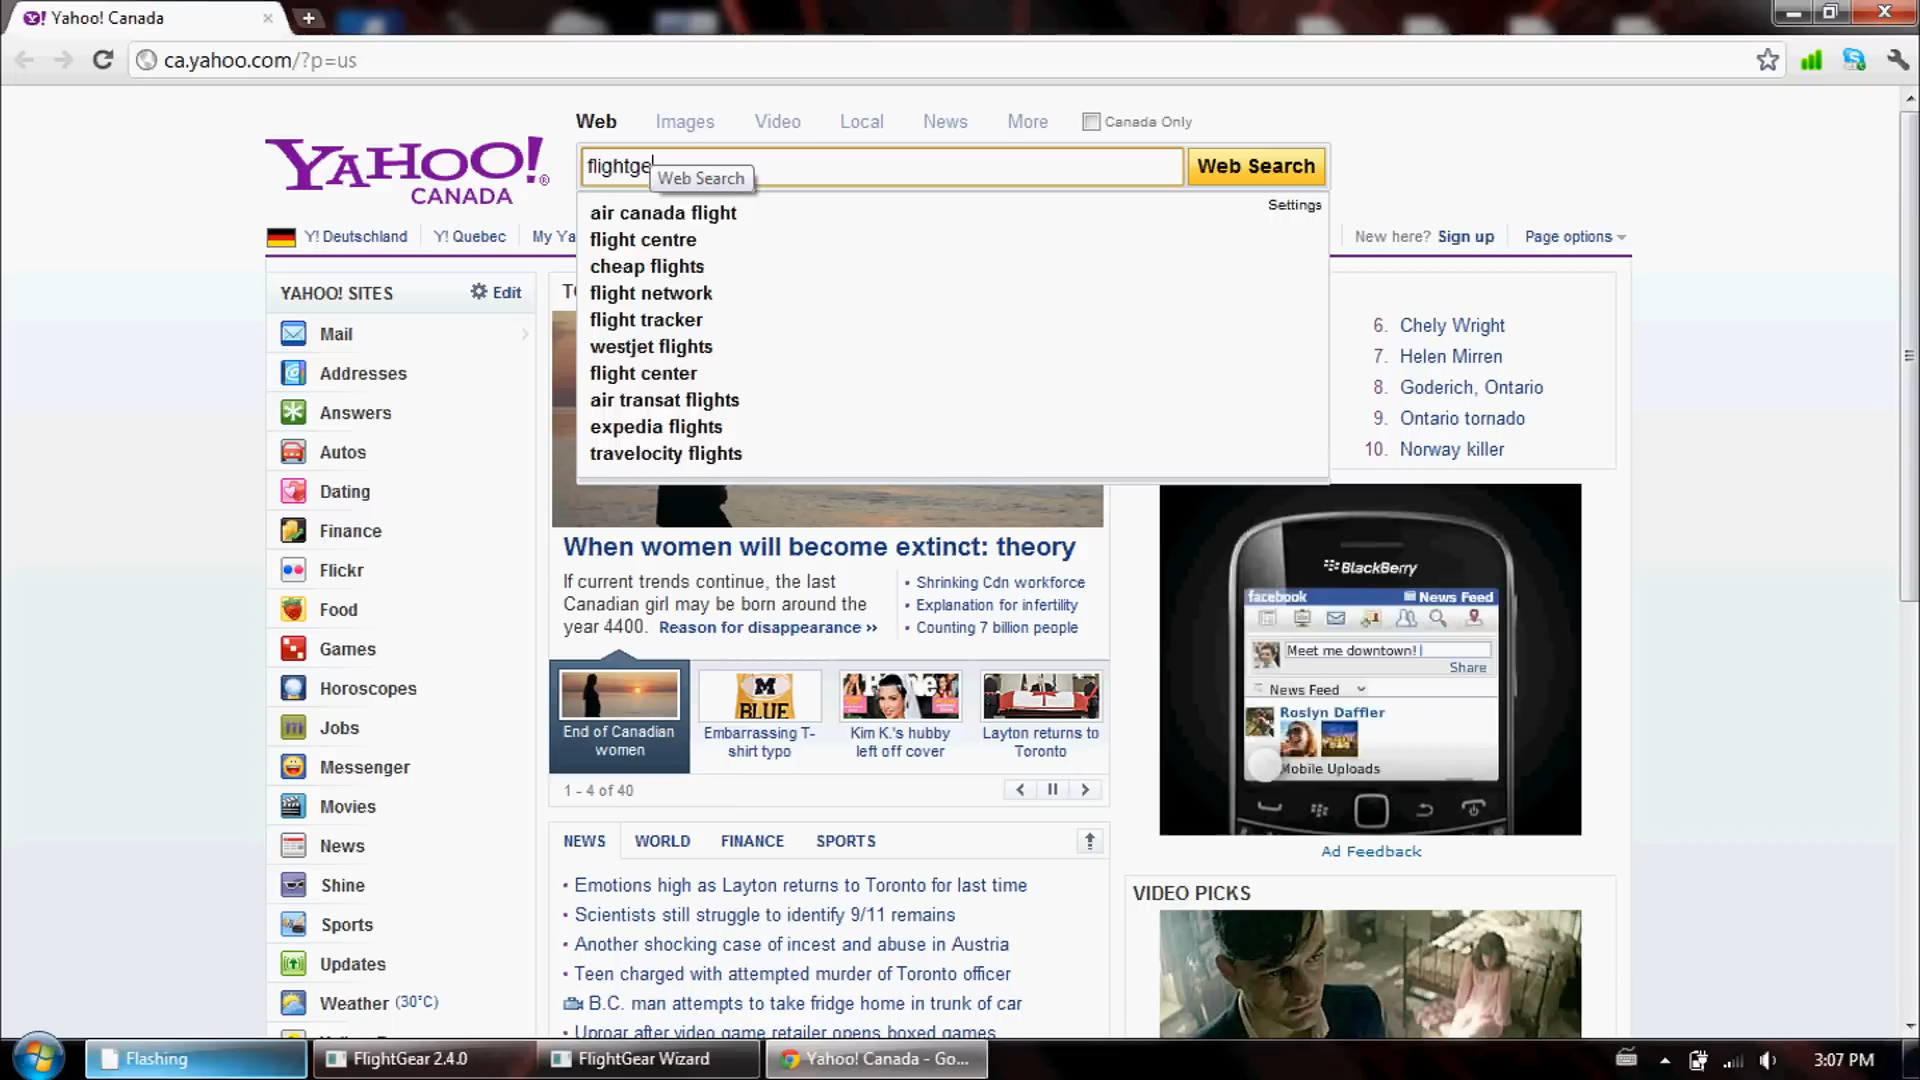 Yahoo! Canada
ca.yahoo.com/?p=us
Web Images Video Local News More Canada Only
YAHOO!®
CANADA
flightge
Web Search
Web Search
Settings
air canada flight
flight centre
cheap flights
flight network
flight tracker
westjet flights
flight center
air transat flights
expedia flights
travelocity flights
Y! Deutschland Y! Quebec My Ya
New here? Sign up Page options
YAHOO! SITES Edit
Mail
Addresses
Answers
Autos
Dating
Finance
Flickr
Food
Games
Horoscopes
Jobs
Messenger
Movies
News
Shine
Sports
Updates
Weather (30°C)
6. Chely Wright
7. Helen Mirren
8. Goderich, Ontario
9. Ontario tornado
10. Norway killer
When women will become extinct: theory
If current trends continue, the last
Canadian girl may be born around the
year 4400. Reason for disappearance ››
• Shrinking Cdn workforce
• Explanation for infertility
• Counting 7 billion people
M
BLUE
End of Canadian
women
Embarrassing T-
shirt typo
Kim K.'s hubby
left off cover
Layton returns to
Toronto
1 - 4 of 40
NEWS WORLD FINANCE SPORTS
• Emotions high as Layton returns to Toronto for last time
• Scientists still struggle to identify 9/11 remains
• Another shocking case of incest and abuse in Austria
• Teen charged with attempted murder of Toronto officer
B.C. man attempts to take fridge home in trunk of car
Uproar after video game retailer opens boxed games
BlackBerry
facebook News Feed
Meet me downtown!
Share
News Feed
Roslyn Daffler
Mobile Uploads
Ad Feedback
VIDEO PICKS
Flashing
FlightGear 2.4.0
FlightGear Wizard
Yahoo! Canada - Go...
3:07 PM